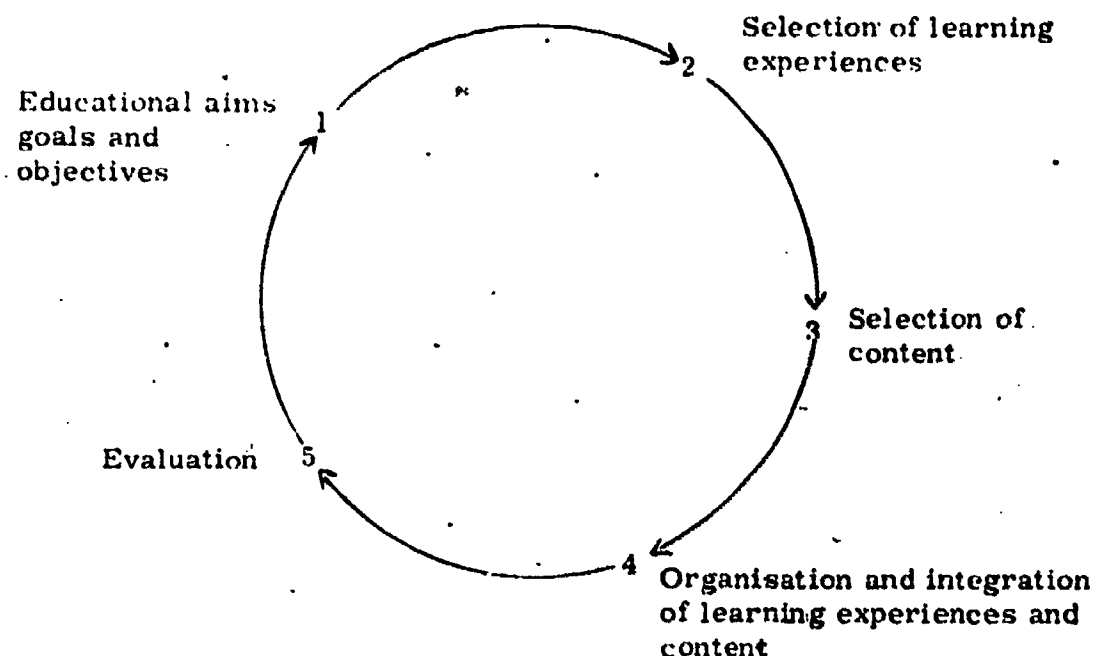 1
Educational aims
goals and
objectives
2
Selection of learning
experiences
3
Selection of
content
4
Organisation and integration
of learning experiences and
content
5
Evaluation